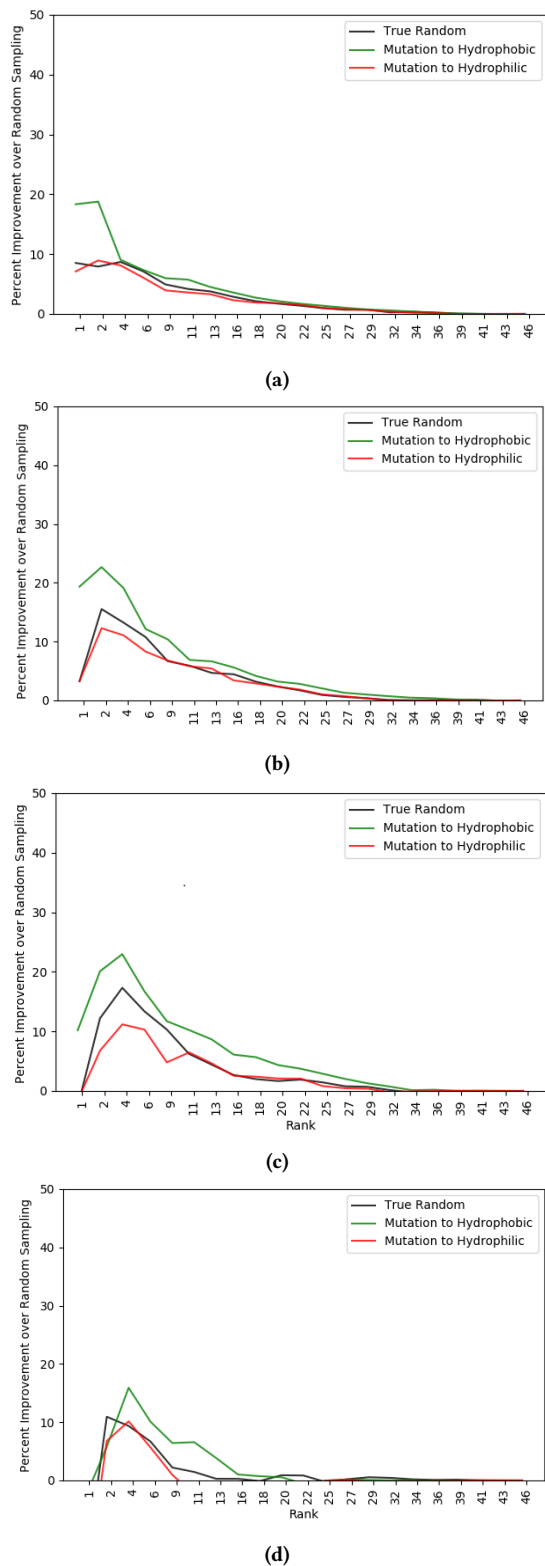 Percent Improvement over Random Sampling
50
40
30
20
10
0
True Random
Mutation to Hydrophobic
Mutation to Hydrophilic
1 2 4 6 9 11 13 16 18 20 22 25 27 29 32 34 36 39 41 43 46
(a)
Percent Improvement over Random Sampling
50
40
30
20
10
0
True Random
Mutation to Hydrophobic
Mutation to Hydrophilic
1 2 4 6 9 11 13 16 18 20 22 25 27 29 32 34 36 39 41 43 46
(b)
Percent Improvement over Random Sampling
50
40
30
20
10
0
True Random
Mutation to Hydrophobic
Mutation to Hydrophilic
1 2 4 6 9 11 13 16 18 20 22 25 27 29 32 34 36 39 41 43 46
Rank
(c)
Percent Improvement over Random Sampling
50
40
30
20
10
0
True Random
Mutation to Hydrophobic
Mutation to Hydrophilic
1 2 4 6 9 11 13 16 18 20 22 25 27 29 32 34 36 39 41 43 46
Rank
(d)